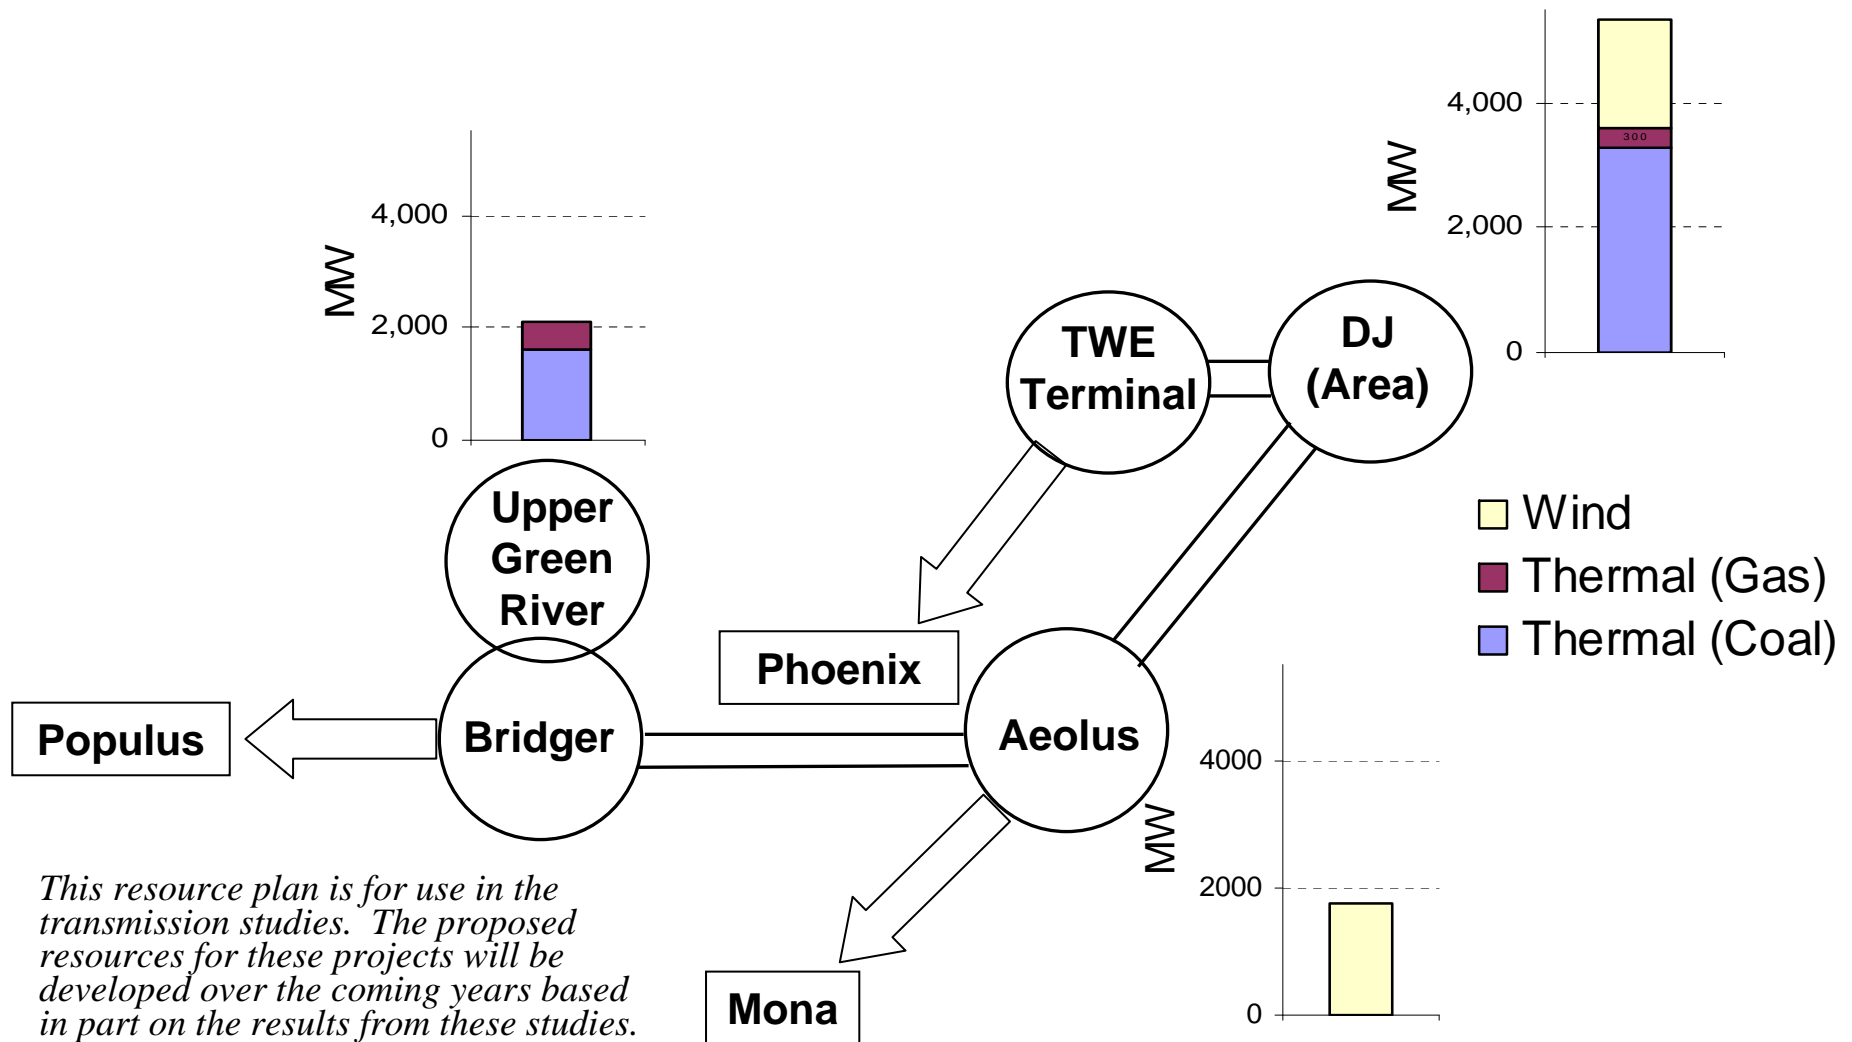 4,000
2,000
0
MW
300
4,000
2,000
0
MW
TWE
Terminal
DJ
(Area)
Upper
Green
River
Wind
Thermal (Gas)
Thermal (Coal)
Phoenix
Populus
Bridger
Aeolus
4000
2000
0
MW
This resource plan is for use in the
transmission studies.  The proposed
resources for these projects will be
developed over the coming years based
in part on the results from these studies.
Mona